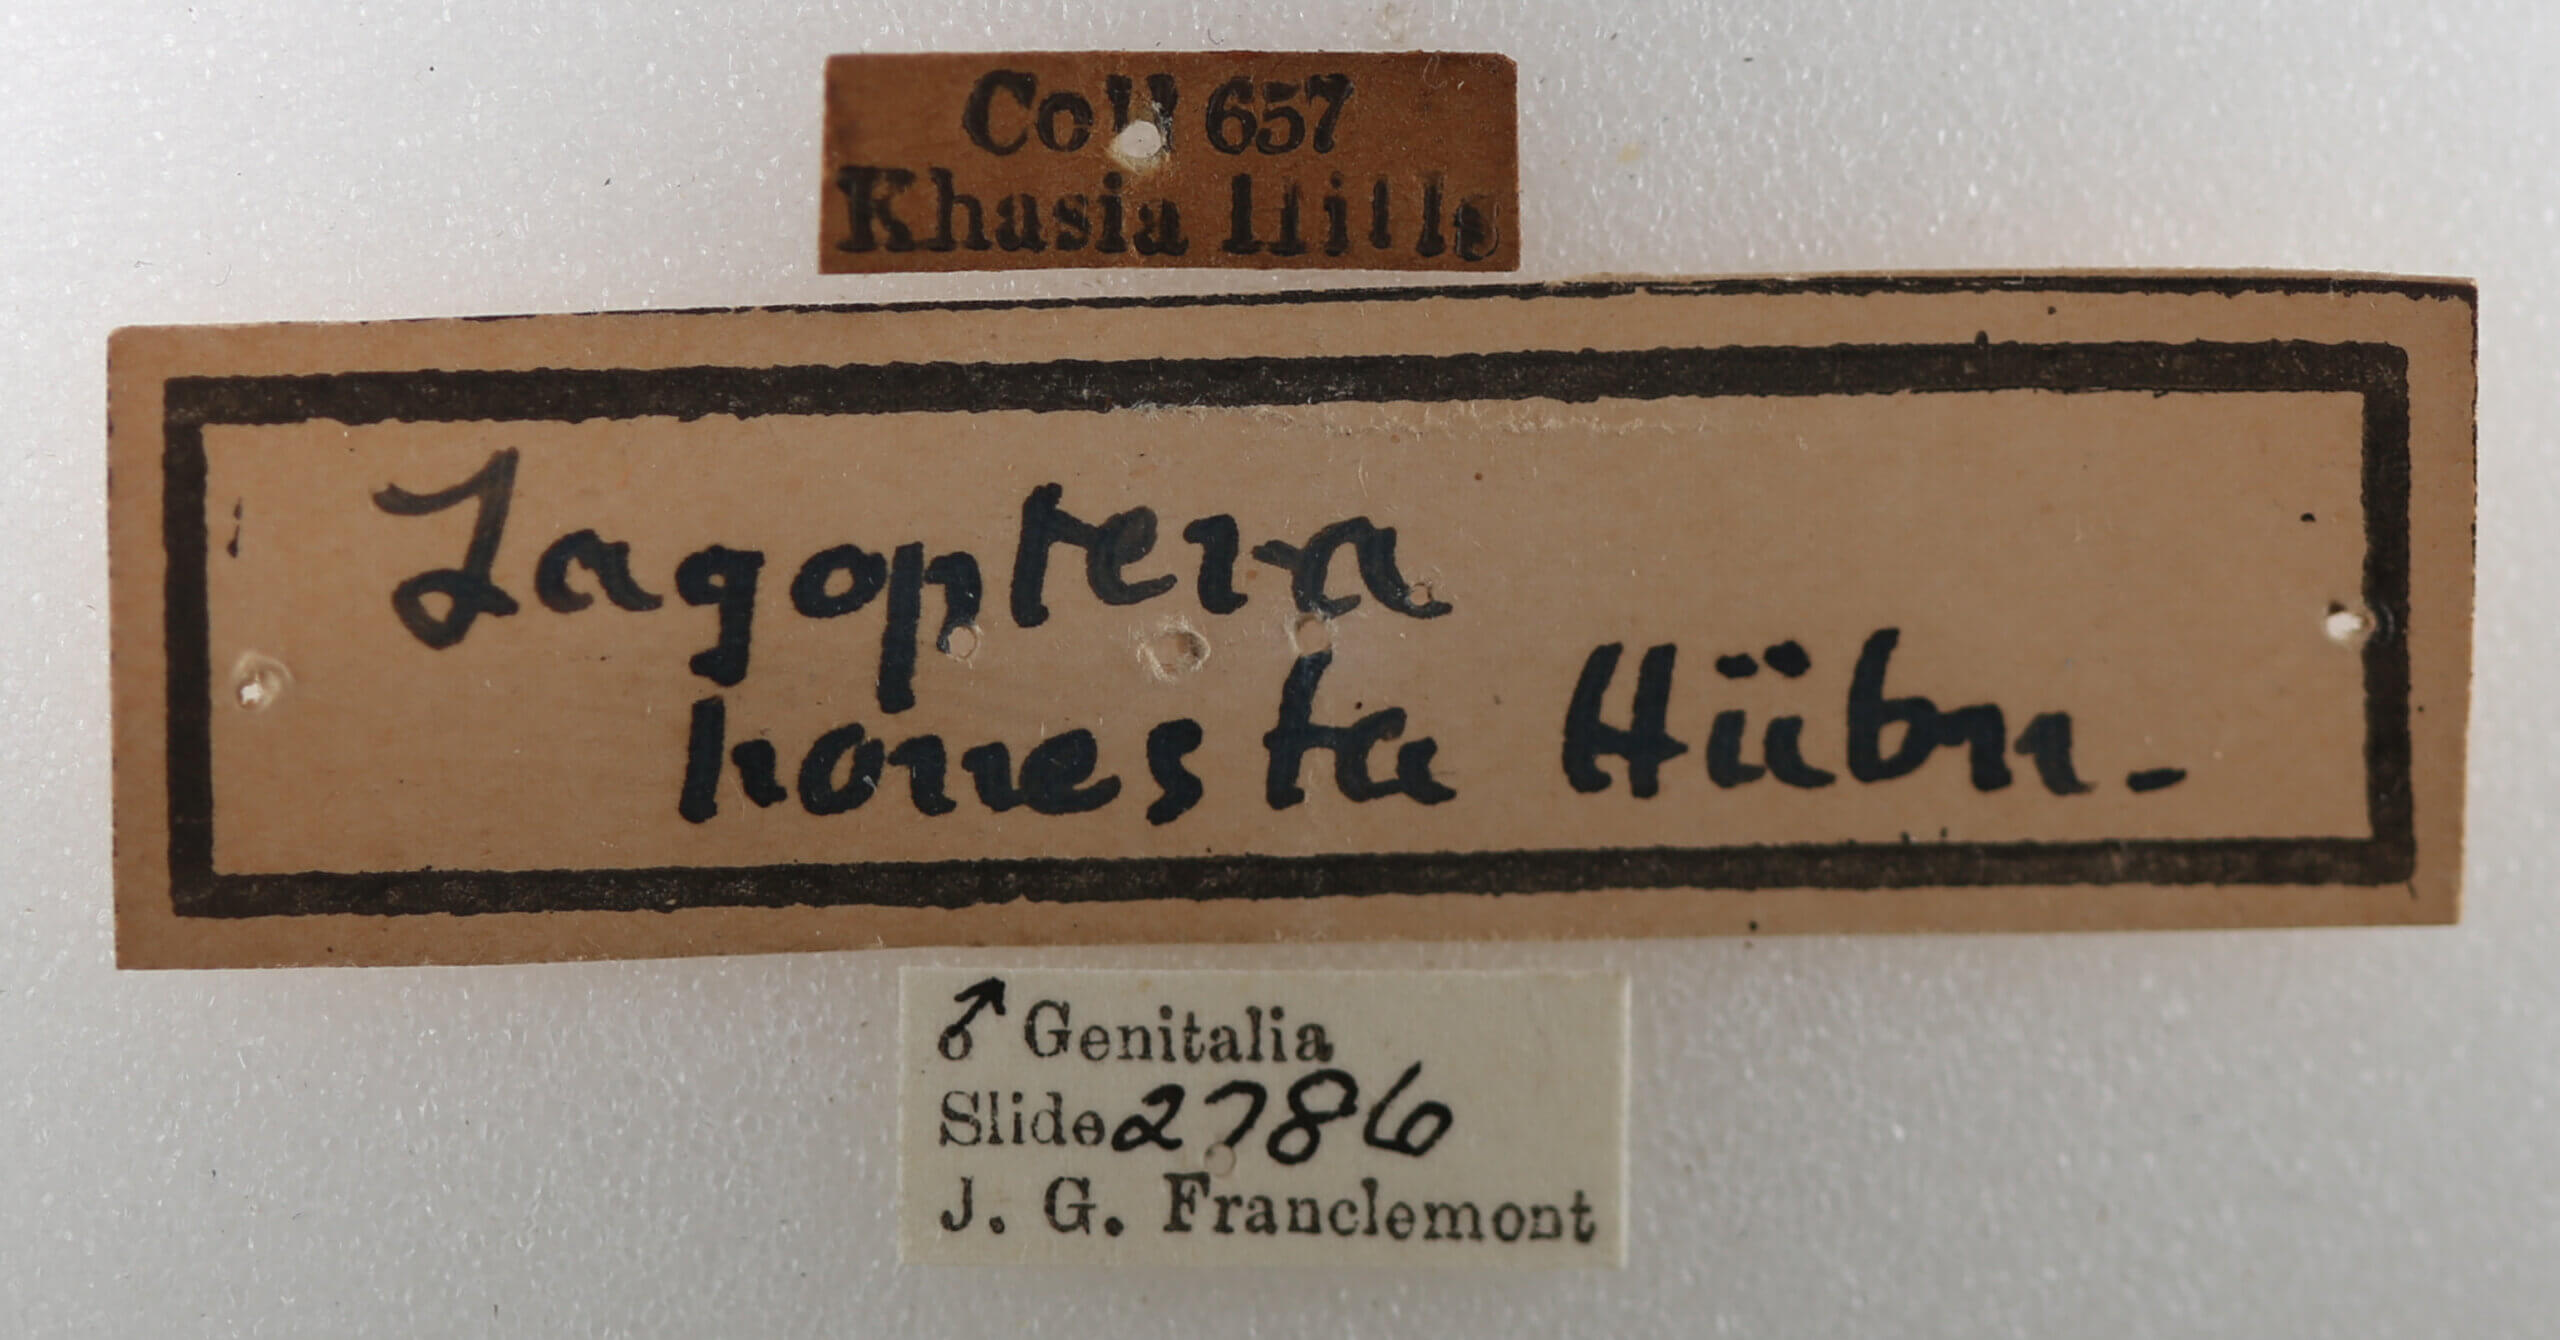 Coll 657
Khasia Hills
Lagoptera
honesta Hübn.
♂ Genitalia
Slide 2786
J. G. Franclemont